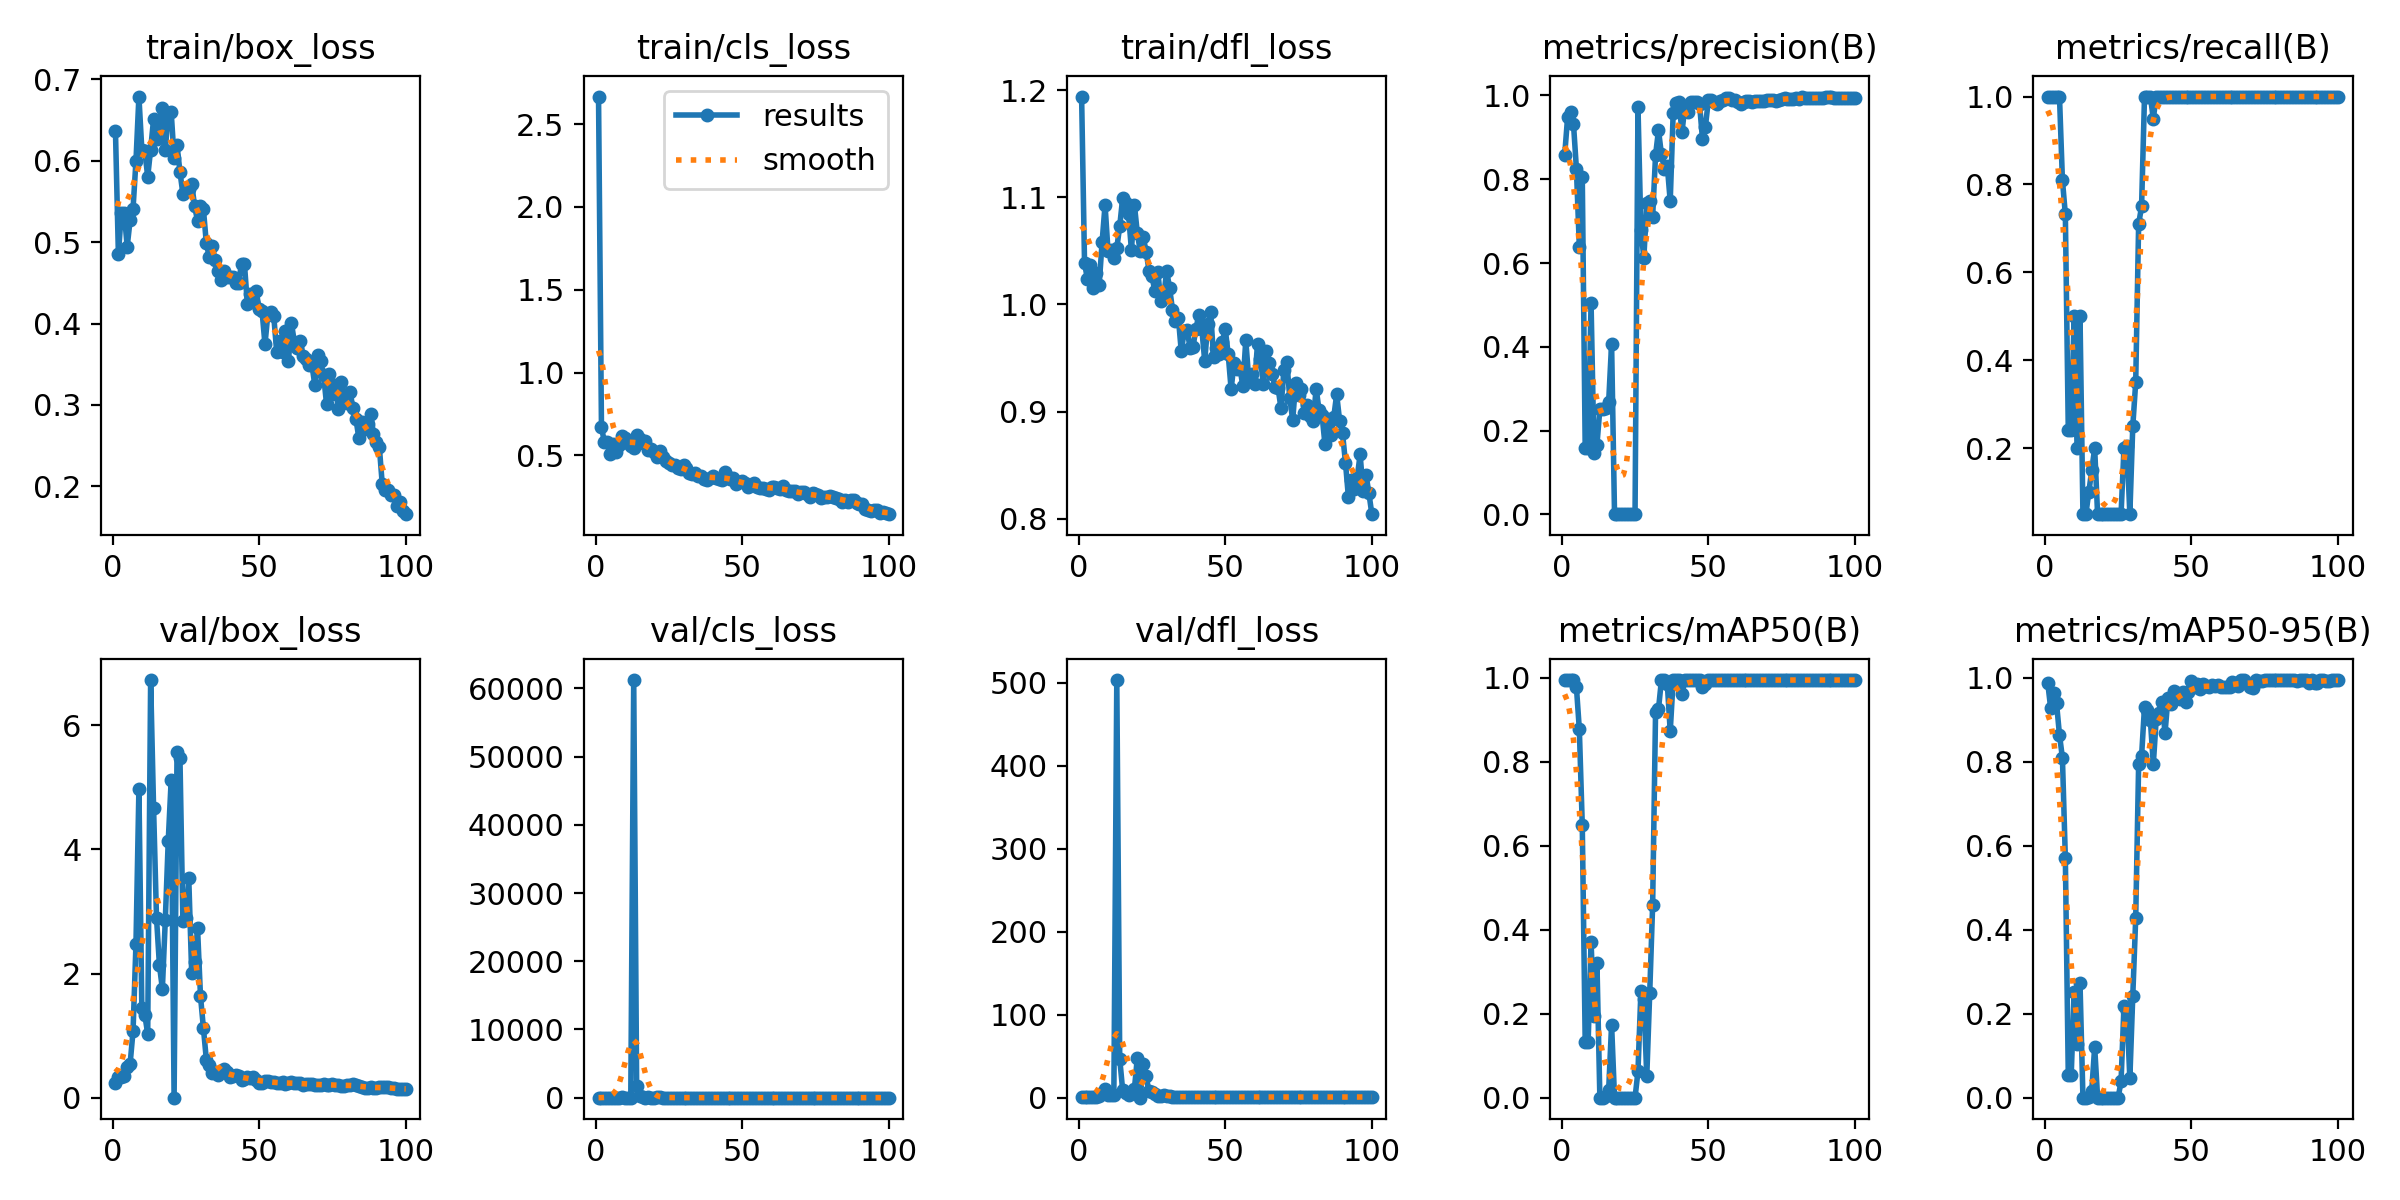 train/box_loss
0.7
0.6
0.5
0.4
0.3
0.2
0 50 100
train/cls_loss
results
smooth
2.5
2.0
1.5
1.0
0.5
0 50 100
train/dfl_loss
1.2
1.1
1.0
0.9
0.8
0 50 100
metrics/precision(B)
1.0
0.8
0.6
0.4
0.2
0.0
0 50 100
metrics/recall(B)
1.0
0.8
0.6
0.4
0.2
0 50 100
val/box_loss
6
4
2
0
0 50 100
val/cls_loss
60000
50000
40000
30000
20000
10000
0
0 50 100
val/dfl_loss
500
400
300
200
100
0
0 50 100
metrics/mAP50(B)
1.0
0.8
0.6
0.4
0.2
0.0
0 50 100
metrics/mAP50-95(B)
1.0
0.8
0.6
0.4
0.2
0.0
0 50 100